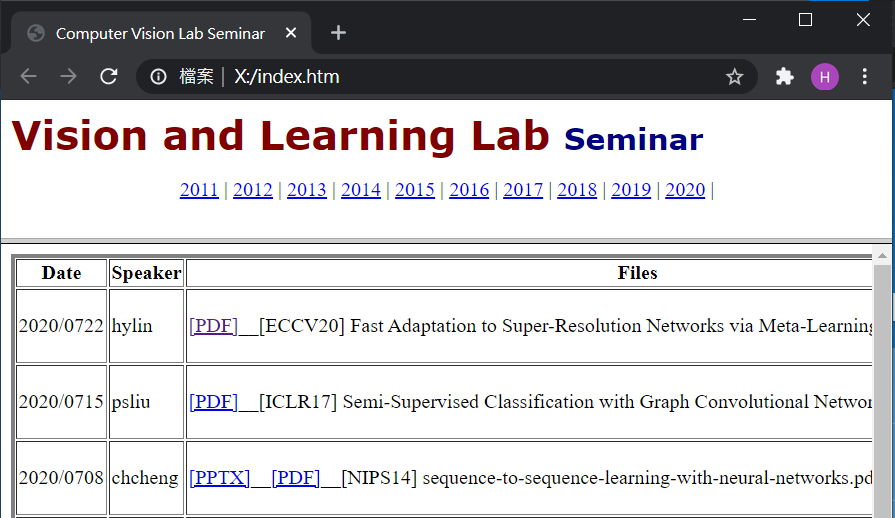 Computer Vision Lab Seminar
檔案 | X:/index.htm
H
Vision and Learning Lab Seminar
2011 | 2012 | 2013 | 2014 | 2015 | 2016 | 2017 | 2018 | 2019 | 2020 |
Date Speaker Files
2020/0722 hylin [PDF]__[ECCV20] Fast Adaptation to Super-Resolution Networks via Meta-Learning
2020/0715 psliu [PDF]__[ICLR17] Semi-Supervised Classification with Graph Convolutional Networ
2020/0708 chcheng [PPTX]__[PDF]__[NIPS14] sequence-to-sequence-learning-with-neural-networks.pd